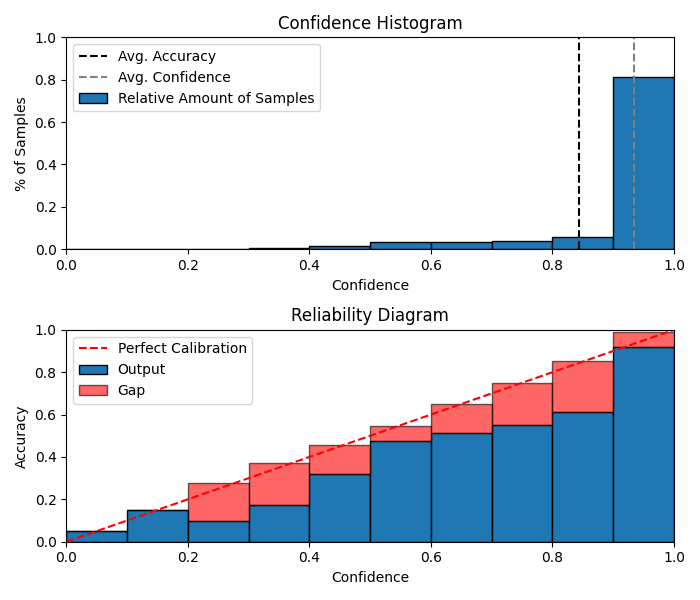 Confidence Histogram
Avg. Accuracy
Avg. Confidence
Relative Amount of Samples
% of Samples
1.0
0.8
0.6
0.4
0.2
0.0
0.0 0.2 0.4 0.6 0.8 1.0
Confidence
Reliability Diagram
Perfect Calibration
Output
Gap
Accuracy
1.0
0.8
0.6
0.4
0.2
0.0
0.0 0.2 0.4 0.6 0.8 1.0
Confidence